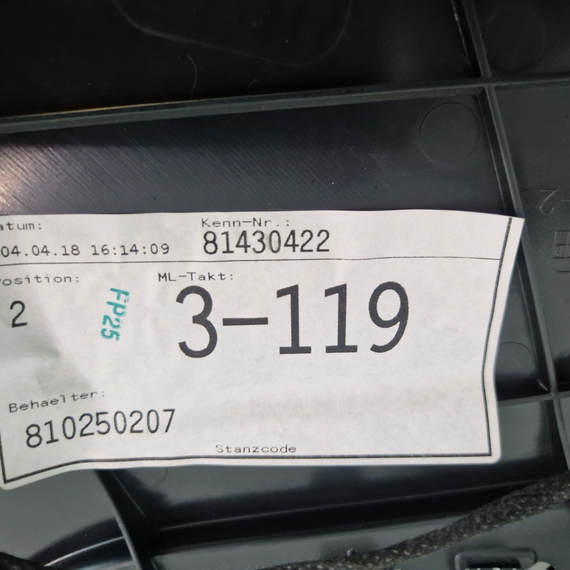 atum: Kenn-Nr.:
04.04.18 16:14:09 81430422
osition: ML-Takt:
2 FP25 3-119
Behaelter:
810250207
Stanzcode